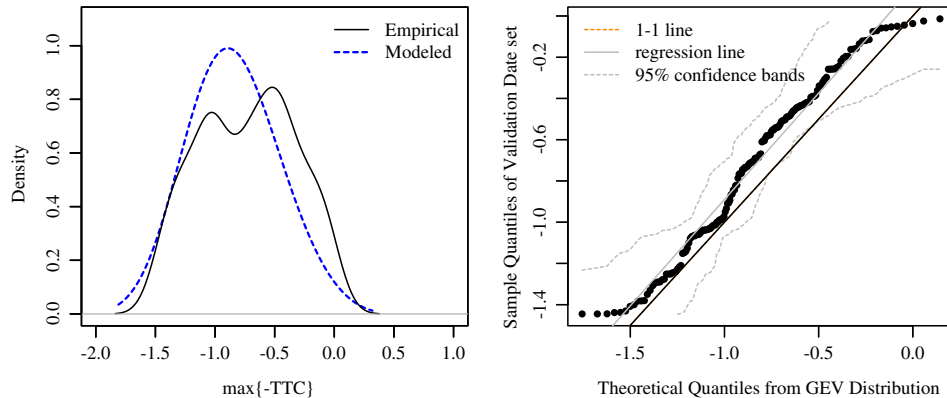 Density
0.0 0.2 0.4 0.6 0.8 1.0
Empirical
Modeled
-2.0 -1.5 -1.0 -0.5 0.0 0.5 1.0
max{-TTC}
Sample Quantiles of Validation Date set
-1.4 -1.0 -0.6 -0.2
1-1 line
regression line
95% confidence bands
-1.5 -1.0 -0.5 0.0
Theoretical Quantiles from GEV Distribution